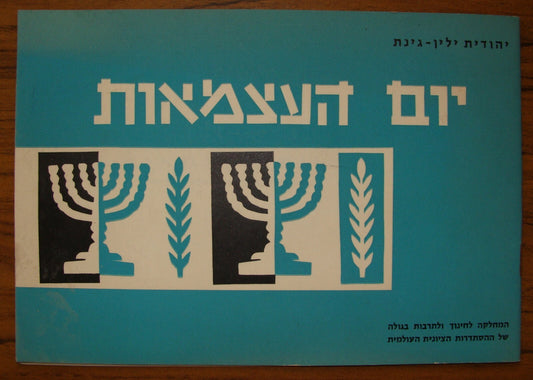 יהודית ילין-גינת
יום העצמאות
המחלקה לחינוך ולתרבות בגולה
של ההסתדרות הציונית העולמית